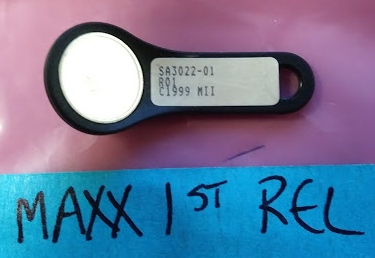 SA3022-01
R01
C1999 MII
MAXX 1ST REL